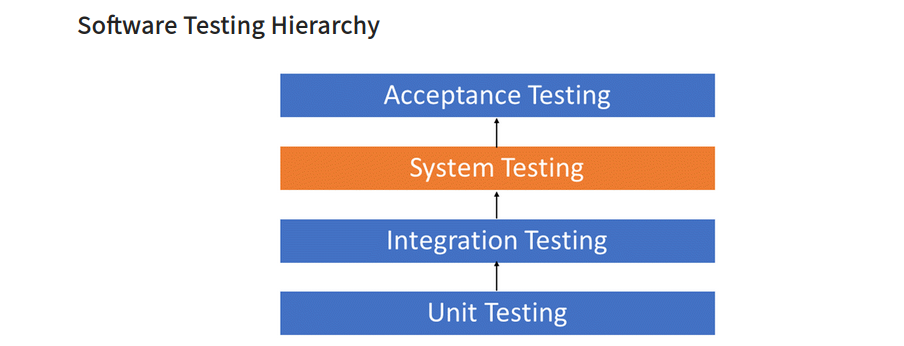 Software Testing Hierarchy
Acceptance Testing
System Testing
Integration Testing
Unit Testing